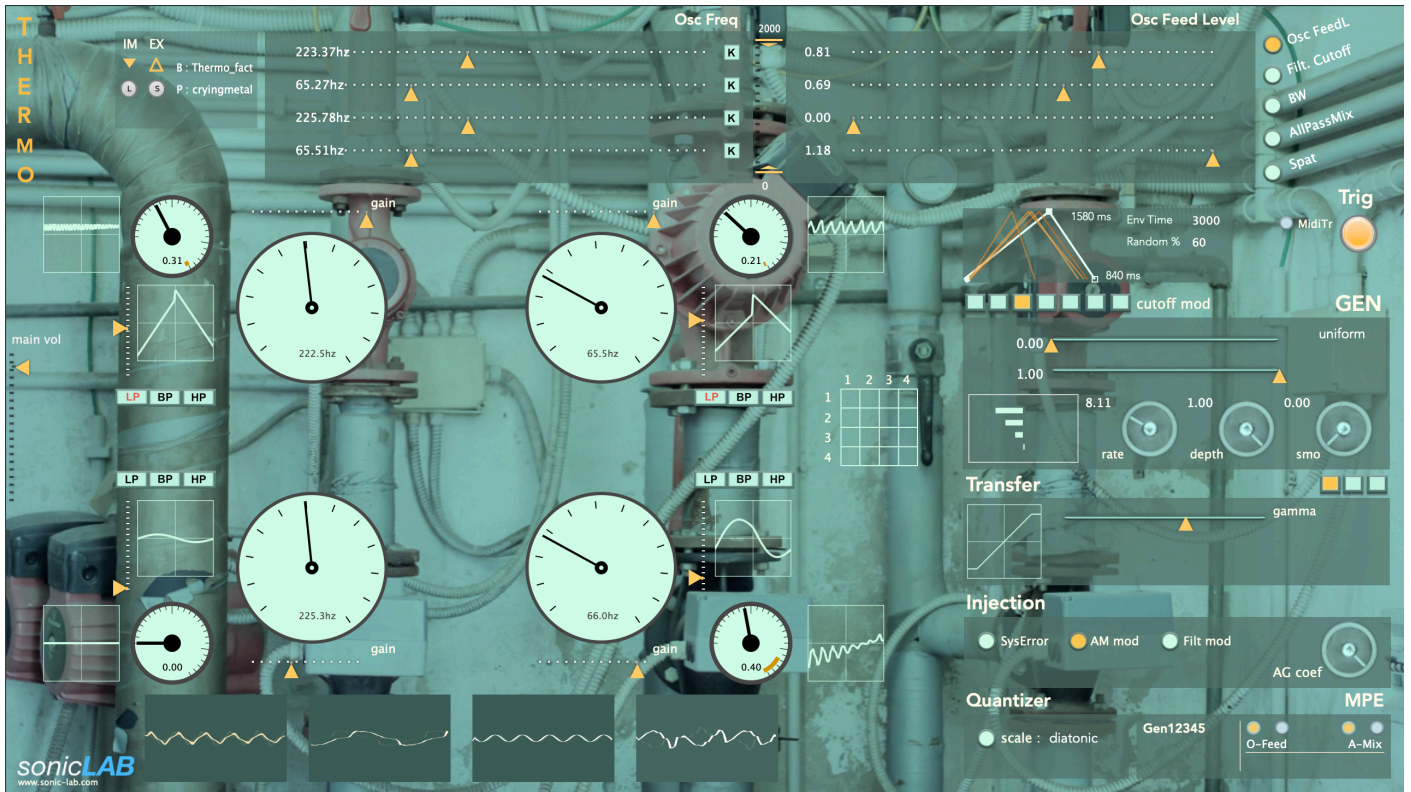 THERMO
IM EX
B : Thermo_fact
L S P : cryingmetal
Osc Freq
223.37hz K
65.27hz K
225.78hz K
65.51hz K
2000
0
Osc Feed Level
0.81
0.69
0.00
1.18
Osc FeedL
Filt. Cutoff
BW
AllPassMix
Spat
Trig
MidiTr
gain
gain
0.31
0.21
222.5hz
65.5hz
1580 ms
Env Time 3000
Random % 60
840 ms
cutoff mod
GEN
uniform
0.00
1.00
8.11 1.00 0.00
rate depth smo
main vol
LP BP HP
LP BP HP
1 2 3 4
1
2
3
4
LP BP HP
LP BP HP
225.3hz
66.0hz
0.00
0.40
gain
gain
Transfer
gamma
Injection
SysError AM mod Filt mod
AG coef
Quantizer
MPE
scale : diatonic
Gen12345
O-Feed A-Mix
sonicLAB
www.sonic-lab.com